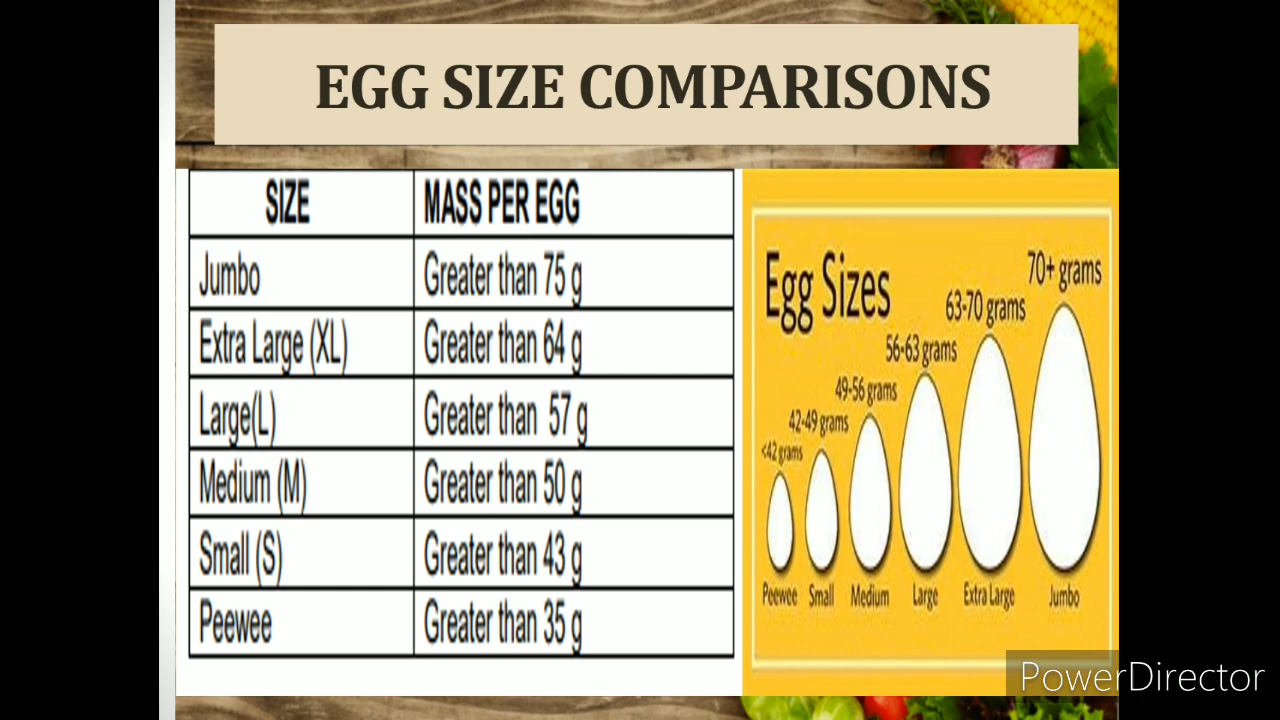 EGG SIZE COMPARISONS
SIZE MASS PER EGG
Jumbo Greater than 75 g
Extra Large (XL) Greater than 64 g
Large(L) Greater than 57 g
Medium (M) Greater than 50 g
Small (S) Greater than 43 g
Peewee Greater than 35 g
Egg Sizes
<42 grams
42-49 grams
49-56 grams
56-63 grams
63-70 grams
70+ grams
Peewee Small Medium Large Extra Large Jumbo
PowerDirector